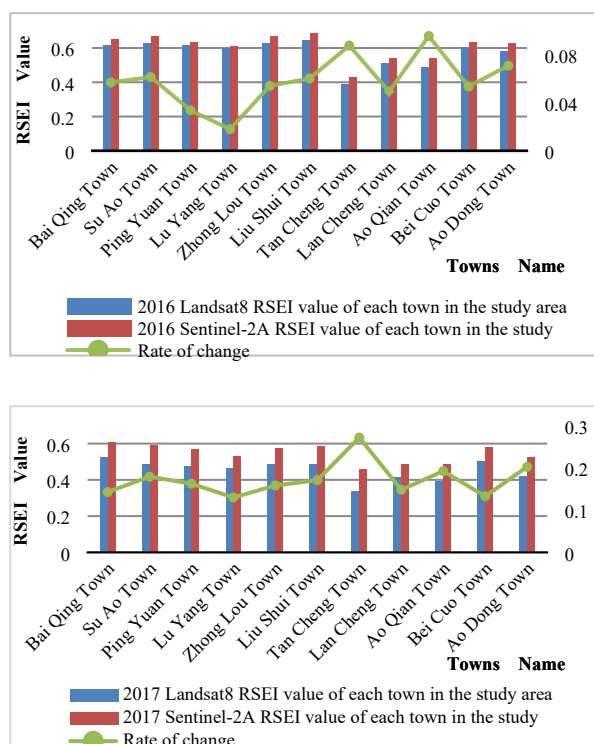 RSEI Value
0.6
0.4
0.2
0
0.08
0.04
0
Bai Qing Town
Su Ao Town
Ping Yuan Town
Lu Yang Town
Zhong Lou Town
Liu Shui Town
Tan Cheng Town
Lan Cheng Town
Ao Qian Town
Bei Cuo Town
Ao Dong Town
Towns Name
2016 Landsat8 RSEI value of each town in the study area
2016 Sentinel-2A RSEI value of each town in the study
Rate of change
RSEI Value
0.6
0.4
0.2
0
0.3
0.2
0.1
0
Bai Qing Town
Su Ao Town
Ping Yuan Town
Lu Yang Town
Zhong Lou Town
Liu Shui Town
Tan Cheng Town
Lan Cheng Town
Ao Qian Town
Bei Cuo Town
Ao Dong Town
Towns Name
2017 Landsat8 RSEI value of each town in the study area
2017 Sentinel-2A RSEI value of each town in the study
Rate of change